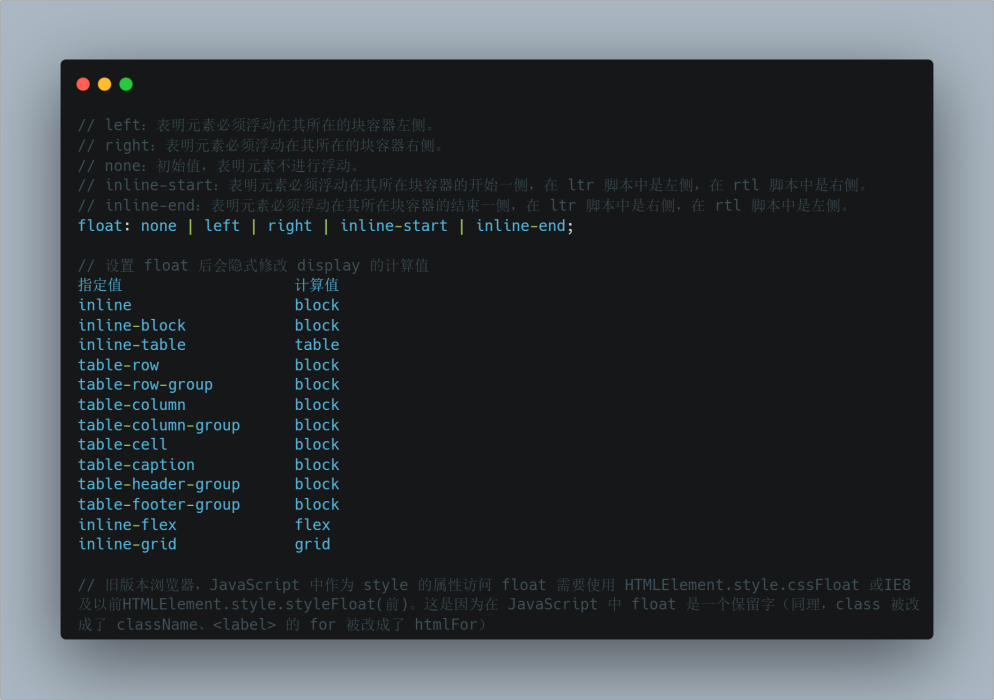 // left：表明元素必须浮动在其所在的块容器左侧。
// right：表明元素必须浮动在其所在的块容器右侧。
// none：初始值，表明元素不进行浮动。
// inline-start：表明元素必须浮动在其所在块容器的开始一侧，在 ltr 脚本中是左侧，在 rtl 脚本中是右侧。
// inline-end：表明元素必须浮动在其所在块容器的结束一侧，在 ltr 脚本中是右侧，在 rtl 脚本中是左侧。
float: none | left | right | inline-start | inline-end;
// 设置 float 后会隐式修改 display 的计算值
指定值 计算值
inline block
inline-block block
inline-table table
table-row block
table-row-group block
table-column block
table-column-group block
table-cell block
table-caption block
table-header-group block
table-footer-group block
inline-flex flex
inline-grid grid
// 旧版本浏览器，JavaScript 中作为 style 的属性访问 float 需要使用 HTMLElement.style.cssFloat 或IE8
及以前HTMLElement.style.styleFloat(前)。这是因为在 JavaScript 中 float 是一个保留字（同理，class 被改
成了 className、<label> 的 for 被改成了 htmlFor）